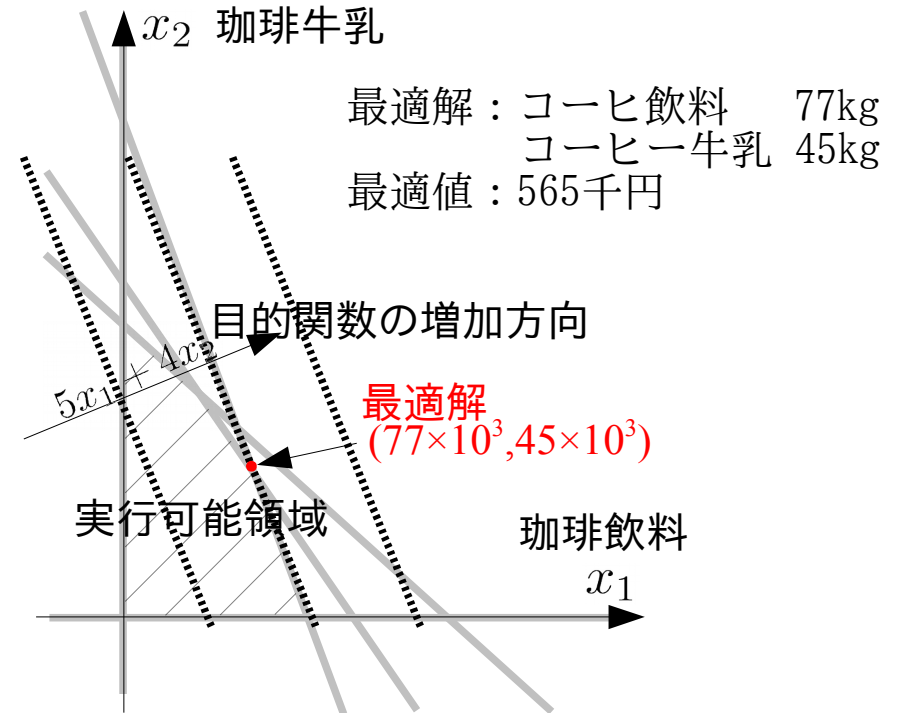 x₂ 珈琲牛乳
最適解：コーヒ飲料 77kg
コーヒー牛乳 45kg
最適値：565千円
目的関数の増加方向
5x₁ + 4x₂
最適解
(77×10³,45×10³)
実行可能領域
珈琲飲料
x₁